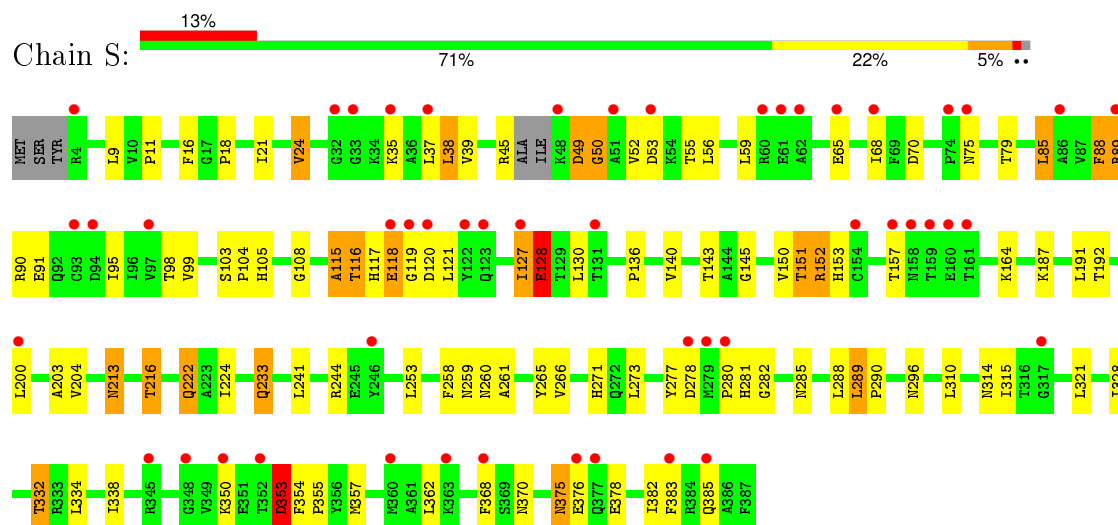 13%
Chain S:
71% 22% 5% ••
MET SER TYR R4 L9 V10 P11 F16 G17 P18 I21 V24 G32 G33 K34 K35 A36 L37 L38 V39 R45 ALA ILE K48 D49 G50 A51 V52 D53 K54 T55 L56 L59 R60 E61 A62 E65 I68 F69 D70 P74 N75 T79 L85 A86 V87 F88 R89
R90 E91 Q92 C93 D94 I95 I96 V97 T98 V99 S103 P104 H105 G108 A115 T116 H117 E118 G119 D120 L121 Y122 Q123 I127 E128 T129 L130 T131 P136 V140 T143 A144 G145 V150 T151 R152 H153 C154 T157 N158 T159 E160 T161 K164 K187 L191 T192
L200 A203 V204 N213 T216 Q222 A223 I224 Q233 L241 R244 E245 Y246 L253 F258 N259 N260 A261 Y265 V266 H271 Q272 L273 Y277 D278 M279 P280 H281 G282 N285 L288 L289 P290 N296 L310 N314 I315 T316 G317 L321 I328
T332 R333 L334 I338 R345 G348 V349 K350 E351 T352 D353 F354 P355 Y356 M357 M360 A361 L362 K363 F368 S369 N370 N375 E376 Q377 E378 I382 F383 R384 Q385 A386 F387